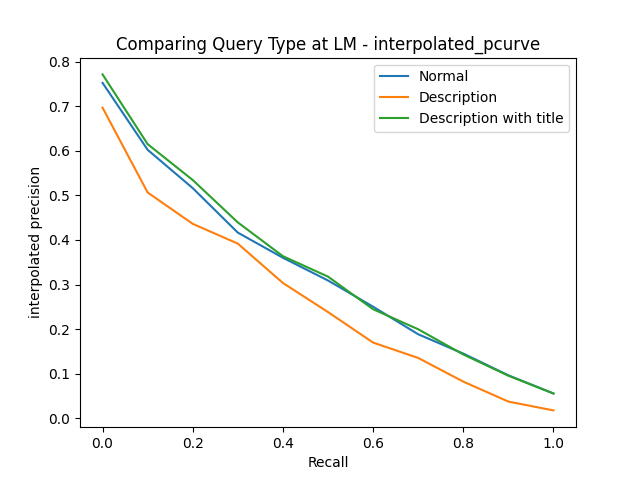 Comparing Query Type at LM - interpolated_pcurve
Normal
Description
Description with title
interpolated precision
0.8
0.7
0.6
0.5
0.4
0.3
0.2
0.1
0.0
0.0 0.2 0.4 0.6 0.8 1.0
Recall